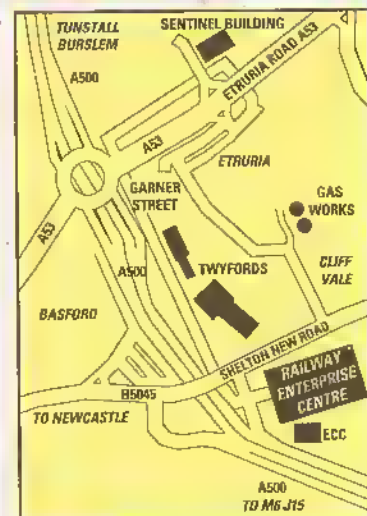 TUNSTALL
BURSLEM
SENTINEL BUILDING
A500
ETRURIA ROAD A53
A53
ETRURIA
GARNER
STREET
GAS
WORKS
A53
A500
TWYFORDS
CLIFF
VALE
BASFORD
SHELTON NEW ROAD
RAILWAY
ENTERPRISE
CENTRE
B5045
TO NEWCASTLE
ECC
A500
TO M6 J15